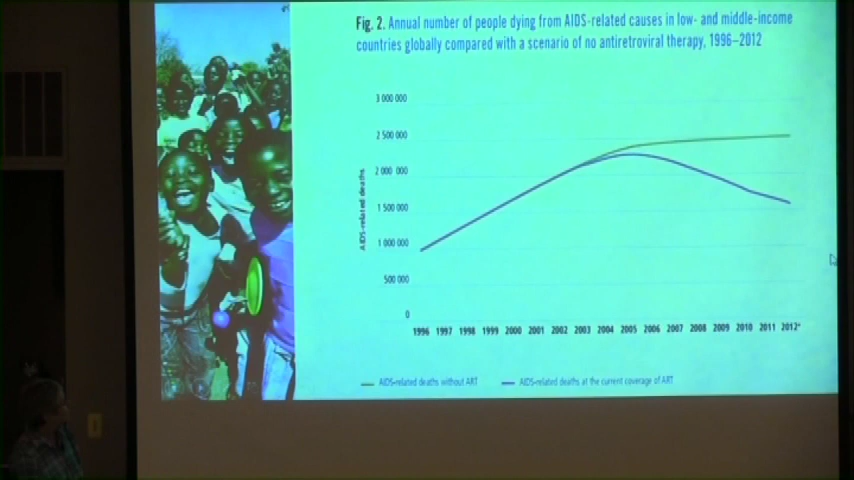 Fig. 2. Annual number of people dying from AIDS-related causes in low- and middle-income
countries globally compared with a scenario of no antiretroviral therapy, 1996–2012
3 000 000
2 500 000
2 000 000
1 500 000
1 000 000
500 000
0
AIDS-related deaths
1996 1997 1998 1999 2000 2001 2002 2003 2004 2005 2006 2007 2008 2009 2010 2011 2012*
AIDS-related deaths without ART
AIDS-related deaths at the current coverage of ART